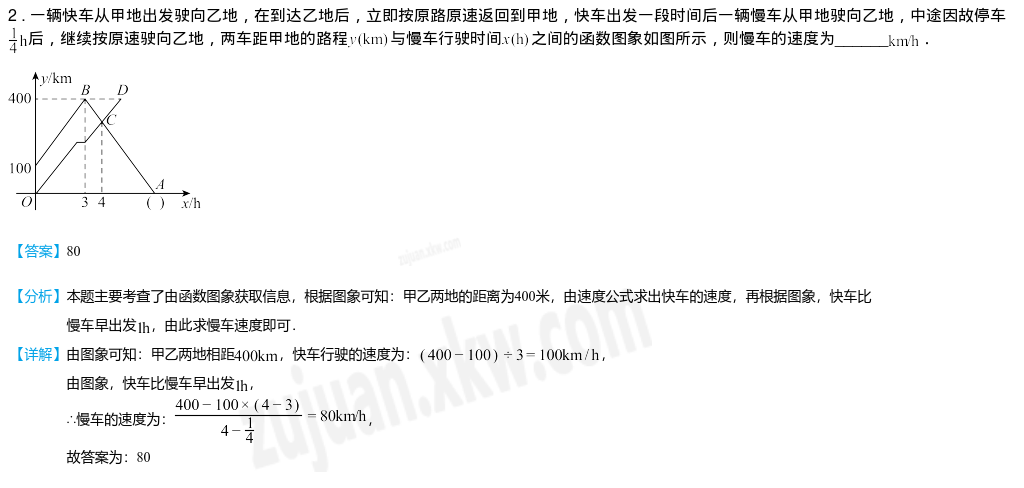 2．一辆快车从甲地出发驶向乙地，在到达乙地后，立即按原路原速返回到甲地，快车出发一段时间后一辆慢车从甲地驶向乙地，中途因故停车
1/4 h后，继续按原速驶向乙地，两车距甲地的路程y(km)与慢车行驶时间x(h)之间的函数图象如图所示，则慢车的速度为______km/h．
y/km
400
B
D
C
100
A
O
3
4
( )
x/h
【答案】80
zujuan.xkw.com
【分析】本题主要考查了由函数图象获取信息，根据图象可知：甲乙两地的距离为400米，由速度公式求出快车的速度，再根据图象，快车比
慢车早出发1h，由此求慢车速度即可．
【详解】由图象可知：甲乙两地相距400km，快车行驶的速度为：(400−100)÷3=100km/h，
由图象，快车比慢车早出发1h，
∴慢车的速度为：(400−100×(4−3))/(4−1/4)=80km/h，
故答案为：80
zujuan.xkw.com